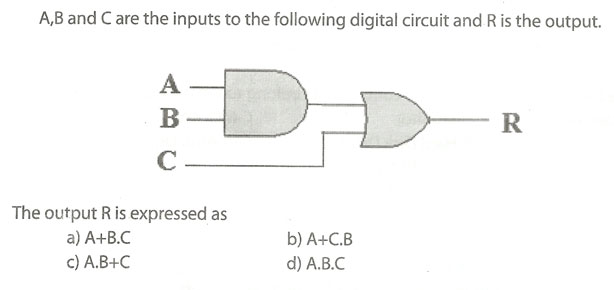 A,B and C are the inputs to the following digital circuit and R is the output.
A
B
R
C
The output R is expressed as
a) A+B.C b) A+C.B
c) A.B+C d) A.B.C